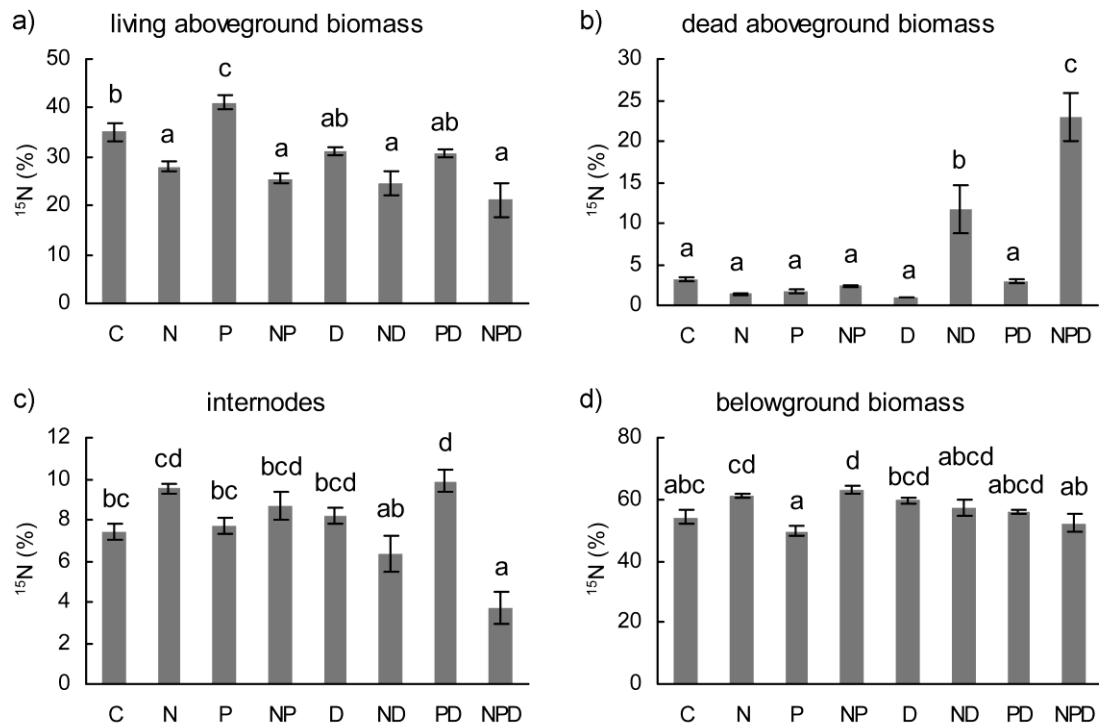 a) living aboveground biomass
50
40
30
20
10
0
¹⁵N (%)
b a c a ab a ab a
C N P NP D ND PD NPD
b) dead aboveground biomass
30
25
20
15
10
5
0
¹⁵N (%)
a a a a a b a c
C N P NP D ND PD NPD
c) internodes
12
10
8
6
4
2
0
¹⁵N (%)
bc cd bc bcd bcd ab d a
C N P NP D ND PD NPD
d) belowground biomass
80
60
40
20
0
¹⁵N (%)
abc cd a d bcd abcd abcd ab
C N P NP D ND PD NPD